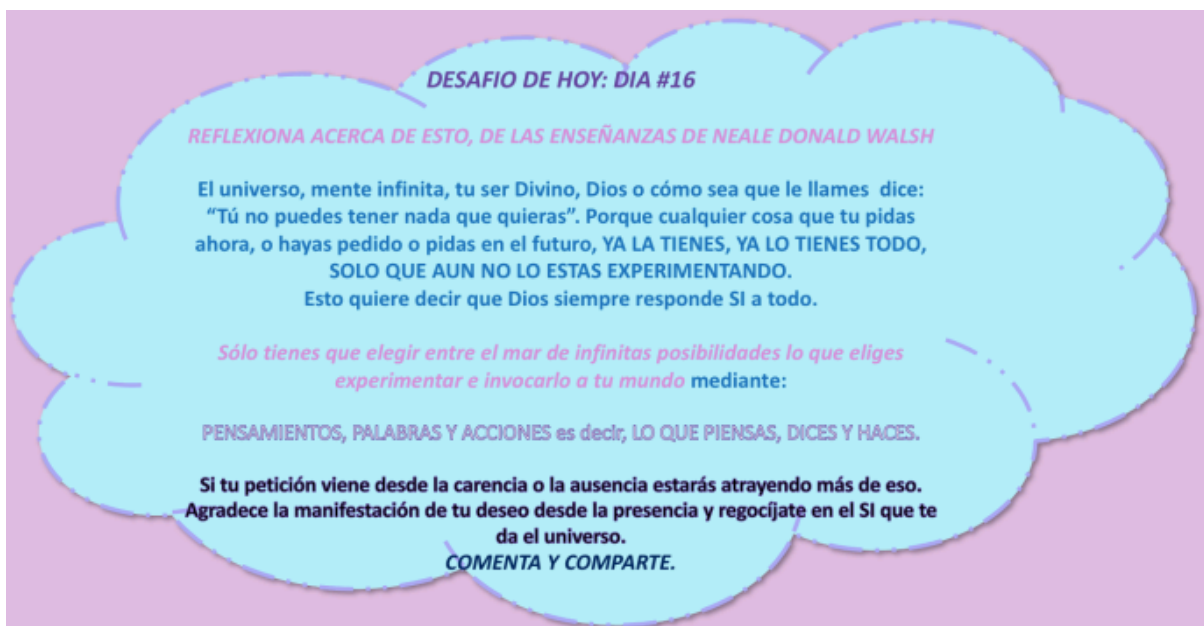 DESAFIO DE HOY: DIA #16
REFLEXIONA ACERCA DE ESTO, DE LAS ENSEÑANZAS DE NEALE DONALD WALSH
El universo, mente infinita, tu ser Divino, Dios o cómo sea que le llames dice:
“Tú no puedes tener nada que quieras”. Porque cualquier cosa que tu pidas
ahora, o hayas pedido o pidas en el futuro, YA LA TIENES, YA LO TIENES TODO,
SOLO QUE AUN NO LO ESTAS EXPERIMENTANDO.
Esto quiere decir que Dios siempre responde SI a todo.
Sólo tienes que elegir entre el mar de infinitas posibilidades lo que eliges
experimentar e invocarlo a tu mundo mediante:
PENSAMIENTOS, PALABRAS Y ACCIONES es decir, LO QUE PIENSAS, DICES Y HACES.
Si tu petición viene desde la carencia o la ausencia estarás atrayendo más de eso.
Agradece la manifestación de tu deseo desde la presencia y regocíjate en el SI que te
da el universo.
COMENTA Y COMPARTE.